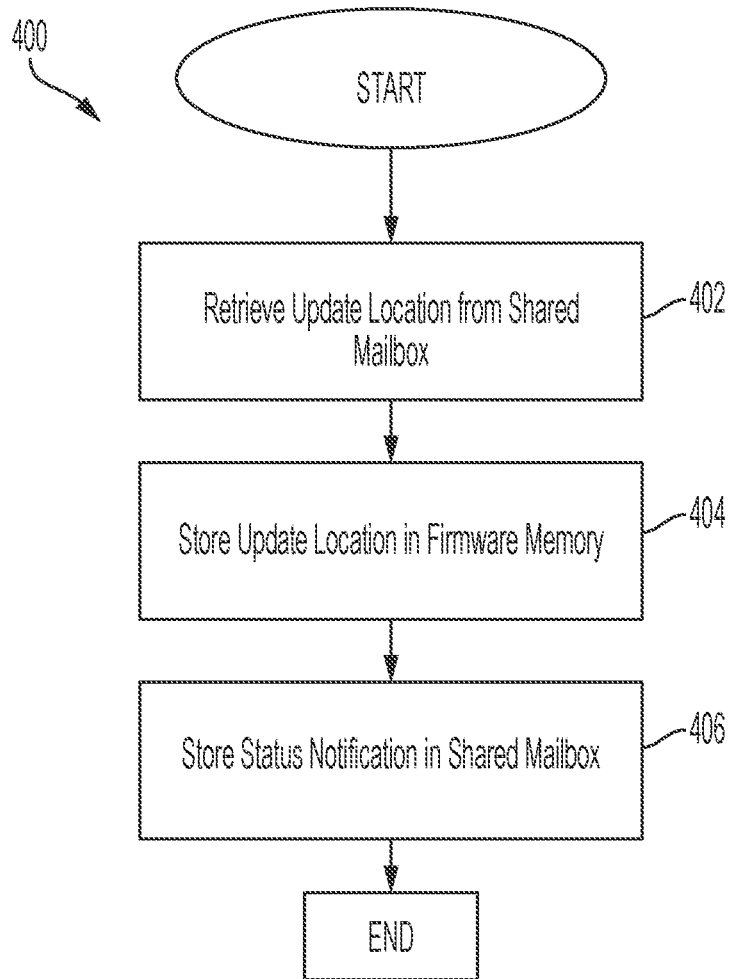 400
START
Retrieve Update Location from Shared
Mailbox
402
Store Update Location in Firmware Memory
404
Store Status Notification in Shared Mailbox
406
END